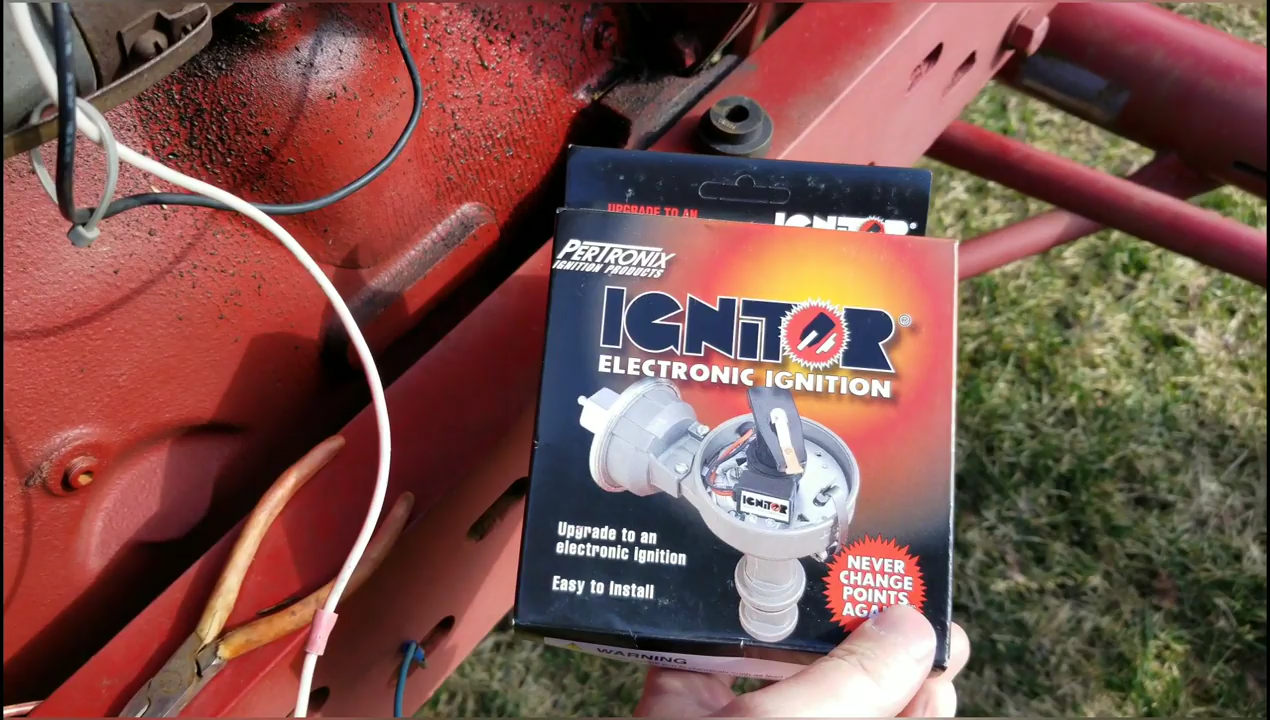 UPGRADE TO AN
IGNITOR®
PERTRONIX
IGNITION PRODUCTS
IGNITOR®
ELECTRONIC IGNITION
IGNITOR
Upgrade to an
electronic ignition
Easy to install
NEVER
CHANGE
POINTS
WARNING